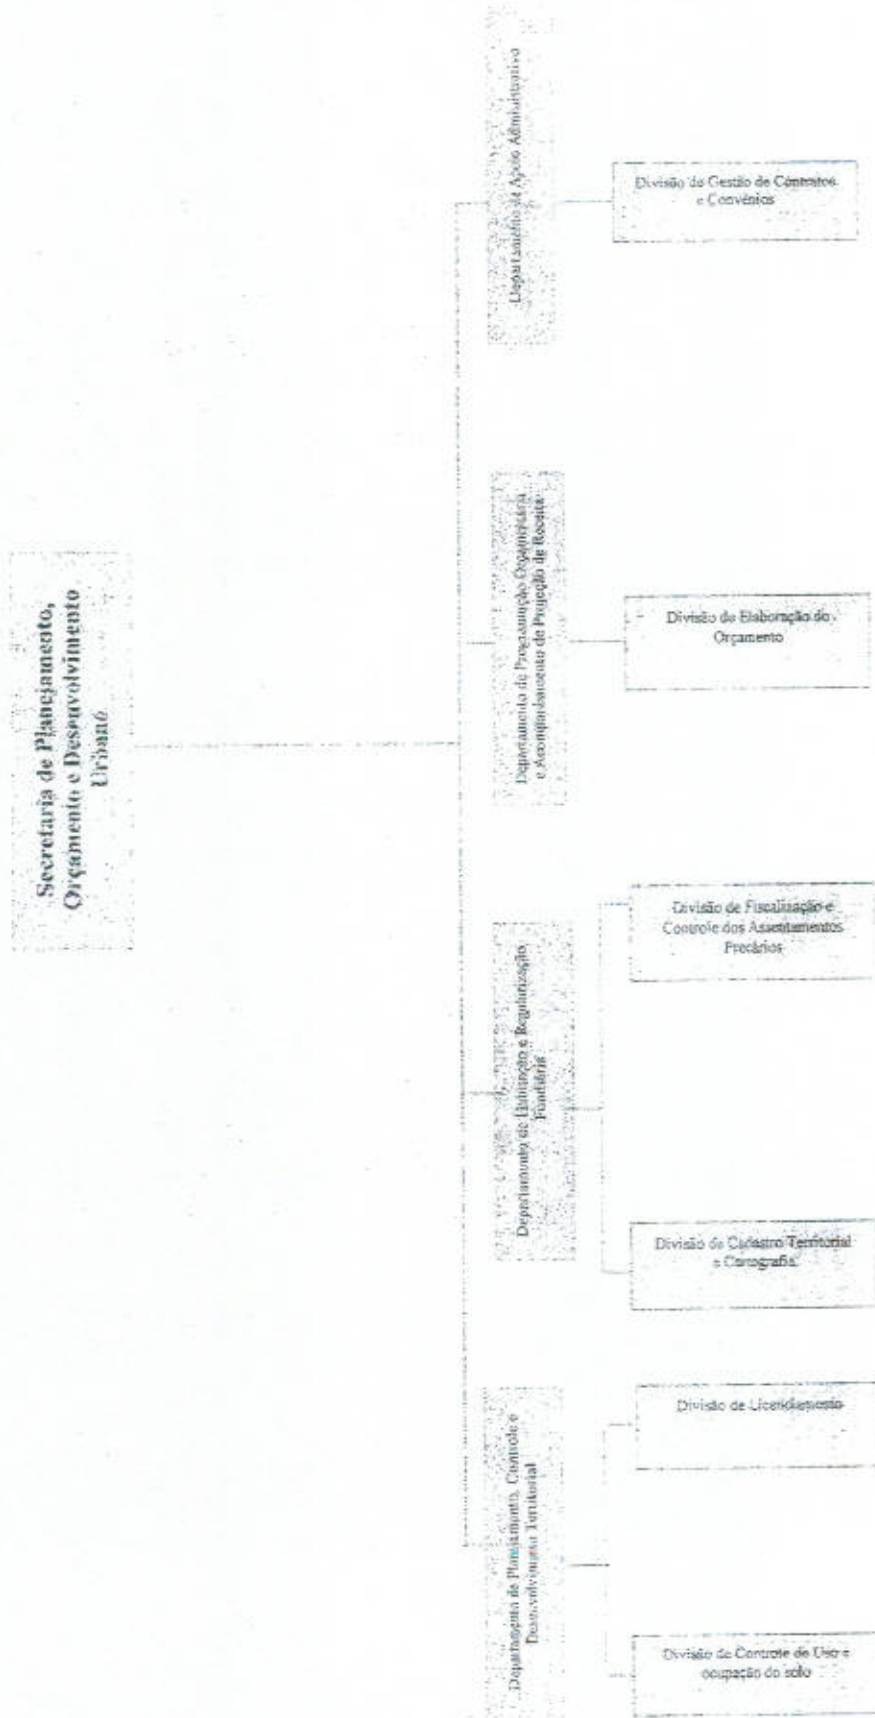 Secretaria de Planejamento,
Orçamento e Desenvolvimento
Urbano
Departamento de Planejamento, Controle e
Desenvolvimento Territorial
Departamento de Habitação e Regularização
Fundiária
Departamento de Programação Orçamentária
e Acompanhamento de Projeção de Receita
Departamento de Apoio Administrativo
Divisão de Controle de Uso e
ocupação do solo
Divisão de Licenciamento
Divisão de Cadastro Territorial
e Cartografia
Divisão de Fiscalização e
Controle dos Assentamentos
Precários
Divisão de Elaboração do
Orçamento
Divisão de Gestão de Contratos
e Convênios